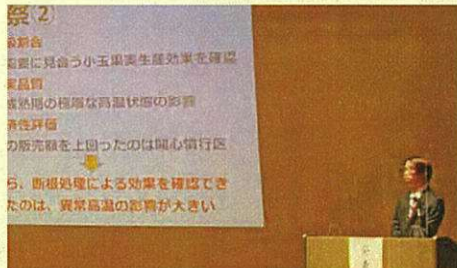 察②
級割合
需要に見合う小玉果実生産効果を確認
実品質
成熟期の極端な高温状態の影響
済性評価
の販売額を上回ったのは開心慣行区
ら、断根処理による効果を確認でき
たのは、異常高温の影響が大きい